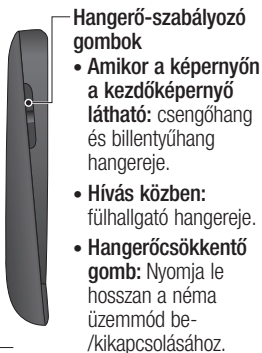 Hangerő-szabályozó
gombok
• Amikor a képernyőn
a kezdőképernyő
látható: csengőhang
és billentyűhang
hangereje.
• Hívás közben:
fülhallgató hangereje.
• Hangerőcsökkentő
gomb: Nyomja le
hosszan a néma
üzemmód be-
/kikapcsolásához.